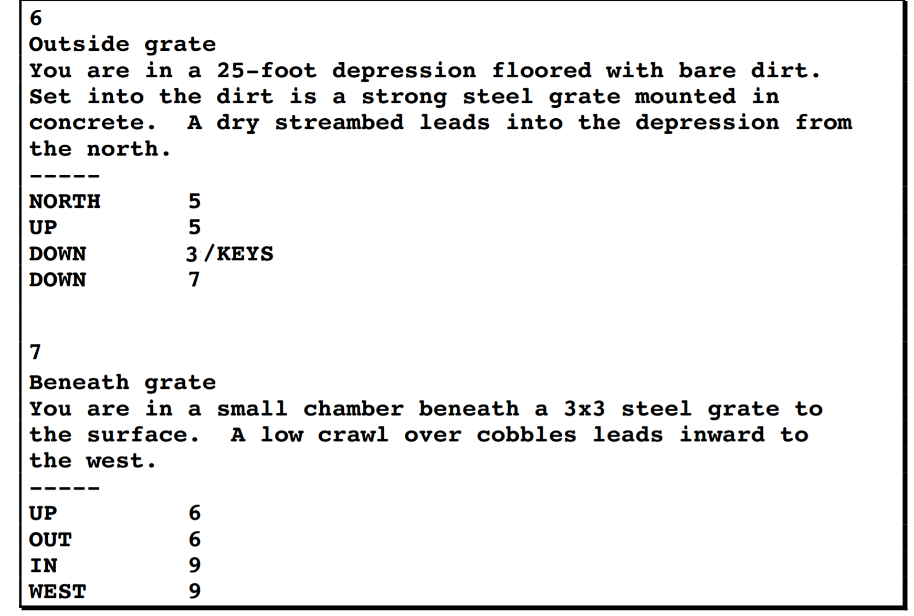 6
Outside grate
You are in a 25-foot depression floored with bare dirt.
Set into the dirt is a strong steel grate mounted in
concrete.  A dry streambed leads into the depression from
the north.
-----
NORTH      5
UP         5
DOWN       3/KEYS
DOWN       7
7
Beneath grate
You are in a small chamber beneath a 3x3 steel grate to
the surface.  A low crawl over cobbles leads inward to
the west.
-----
UP         6
OUT        6
IN         9
WEST       9